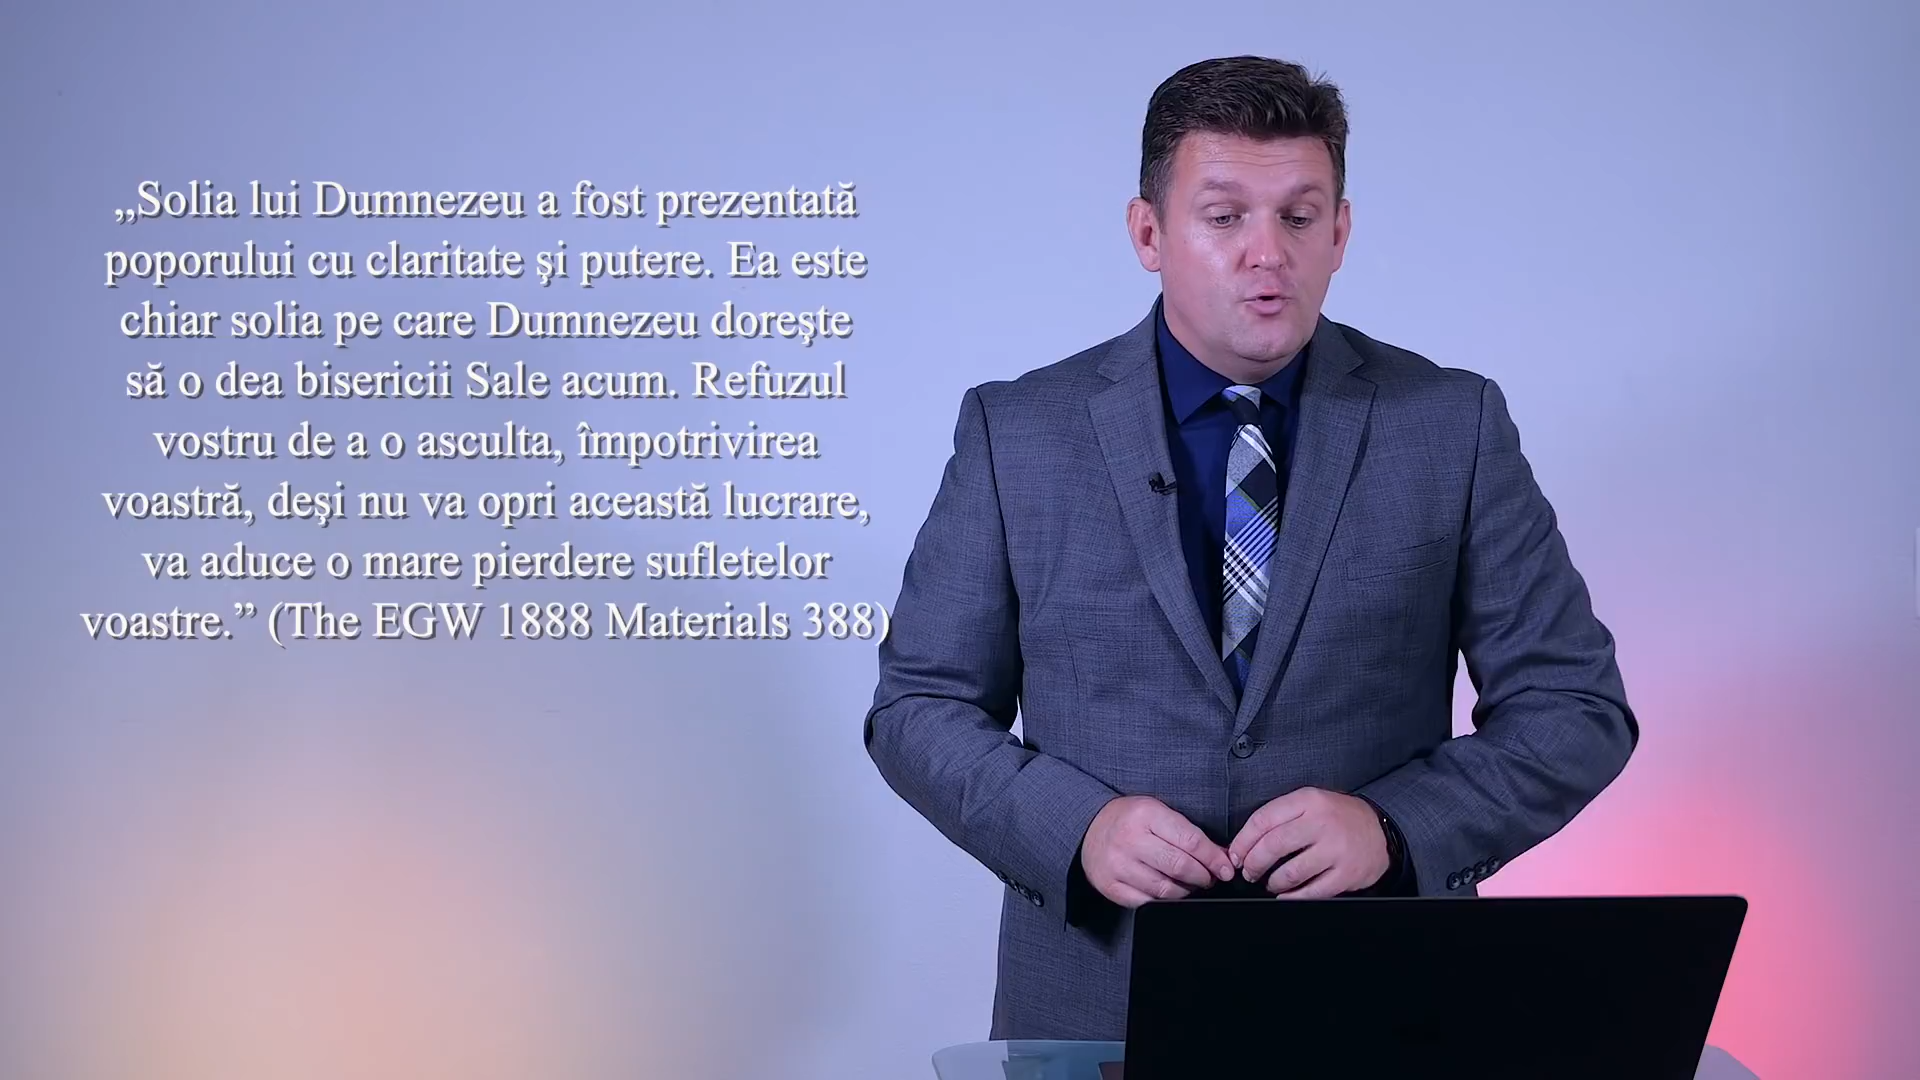 „Solia lui Dumnezeu a fost prezentată
poporului cu claritate şi putere. Ea este
chiar solia pe care Dumnezeu doreşte
să o dea bisericii Sale acum. Refuzul
vostru de a o asculta, împotrivirea
voastră, deşi nu va opri această lucrare,
va aduce o mare pierdere sufletelor
voastre.” (The EGW 1888 Materials 388)